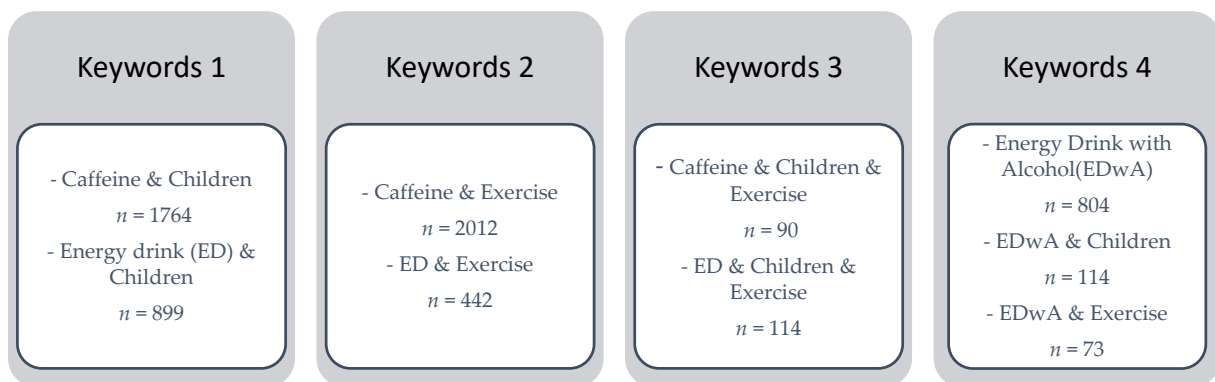 Keywords 1
- Caffeine & Children
n = 1764
- Energy drink (ED) &
Children
n = 899
Keywords 2
- Caffeine & Exercise
n = 2012
- ED & Exercise
n = 442
Keywords 3
- Caffeine & Children &
Exercise
n = 90
- ED & Children &
Exercise
n = 114
Keywords 4
- Energy Drink with
Alcohol(EDwA)
n = 804
- EDwA & Children
n = 114
- EDwA & Exercise
n = 73